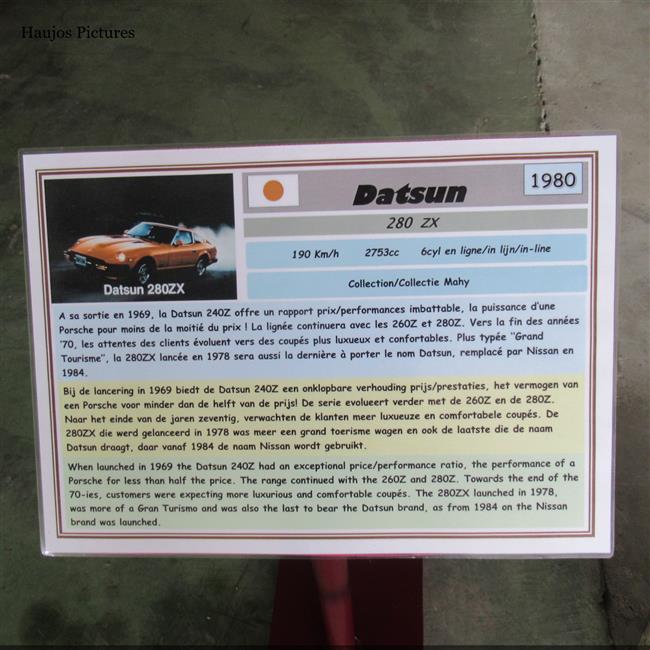 Haujos Pictures
Datsun
1980
280 ZX
190 Km/h 2753cc 6cyl en ligne/in lijn/in-line
Collection/Collectie Mahy
Datsun 280ZX
A sa sortie en 1969, la Datsun 240Z offre un rapport prix/performances imbattable, la puissance d'une
Porsche pour moins de la moitié du prix ! La lignée continuera avec les 260Z et 280Z. Vers la fin des années
'70, les attentes des clients évoluent vers des coupés plus luxueux et confortables. Plus typée "Grand
Tourisme", la 280ZX lancée en 1978 sera aussi la dernière à porter le nom Datsun, remplacé par Nissan en
1984.
Bij de lancering in 1969 biedt de Datsun 240Z een onklopbare verhouding prijs/prestaties, het vermogen van
een Porsche voor minder dan de helft van de prijs! De serie evolueert verder met de 260Z en de 280Z.
Naar het einde van de jaren zeventig, verwachten de klanten meer luxueuze en comfortabele coupés. De
280ZX die werd gelanceerd in 1978 was meer een grand toerisme wagen en ook de laatste die de naam
Datsun draagt, daar vanaf 1984 de naam Nissan wordt gebruikt.
When launched in 1969 the Datsun 240Z had an exceptional price/performance ratio, the performance of a
Porsche for less than half the price. The range continued with the 260Z and 280Z. Towards the end of the
70-ies, customers were expecting more luxurious and comfortable coupés. The 280ZX launched in 1978,
was more of a Gran Turismo and was also the last to bear the Datsun brand, as from 1984 on the Nissan
brand was launched.